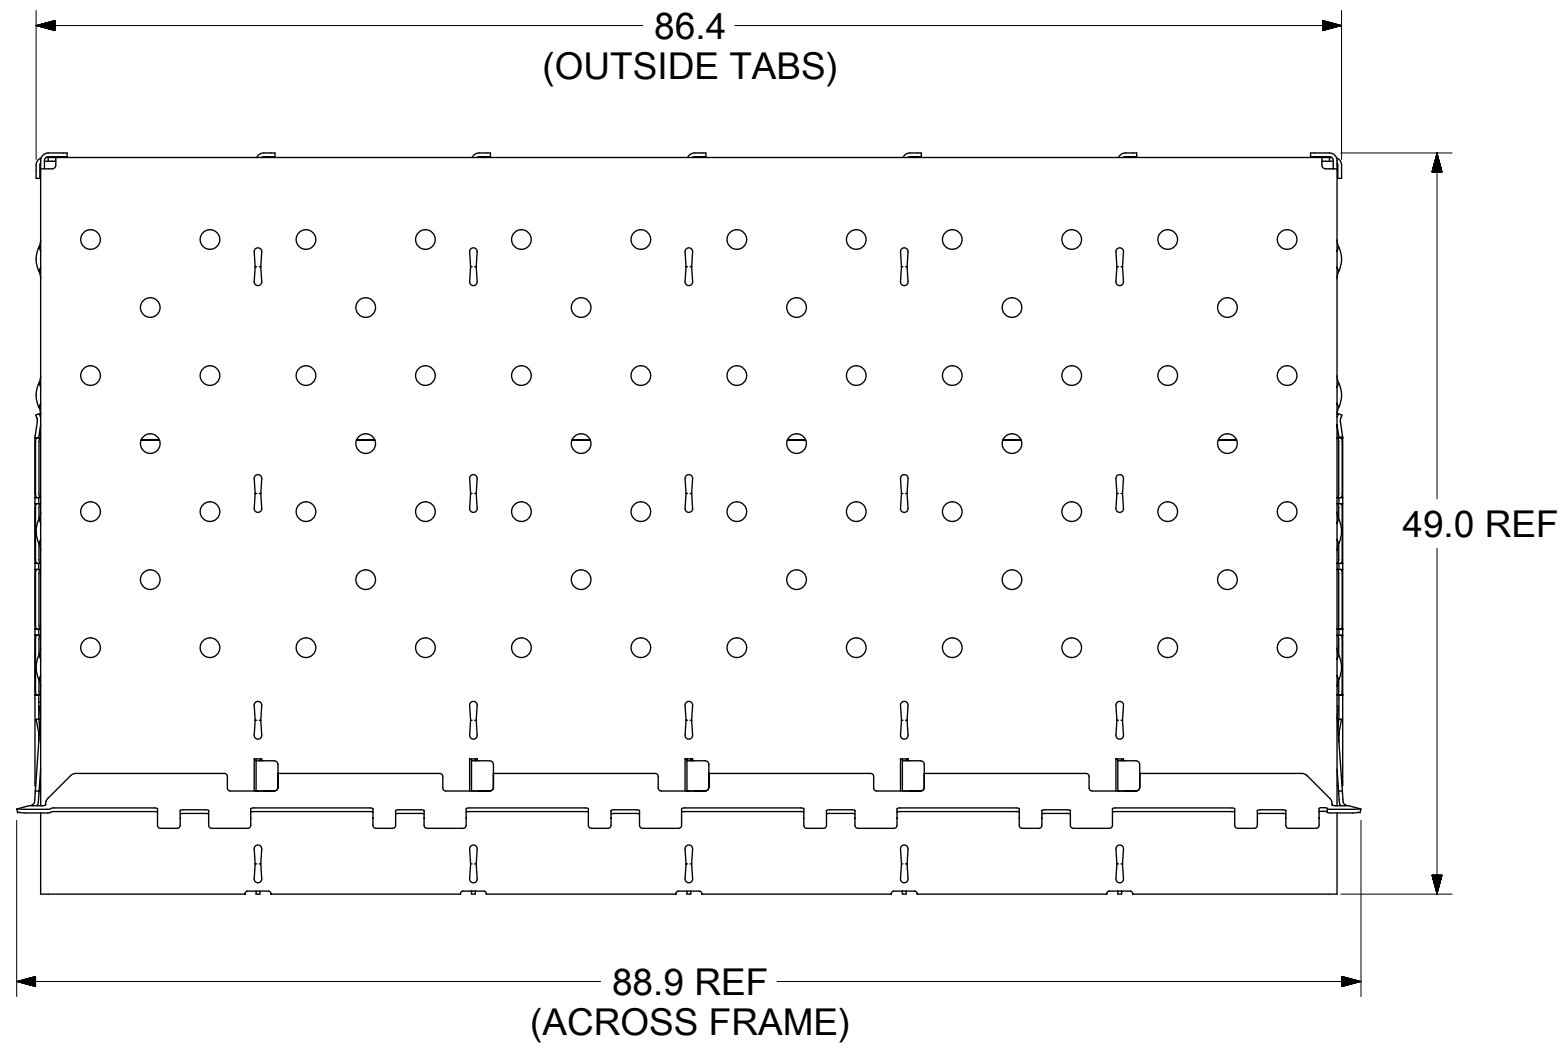 86.4
(OUTSIDE TABS)
49.0 REF
88.9 REF
(ACROSS FRAME)